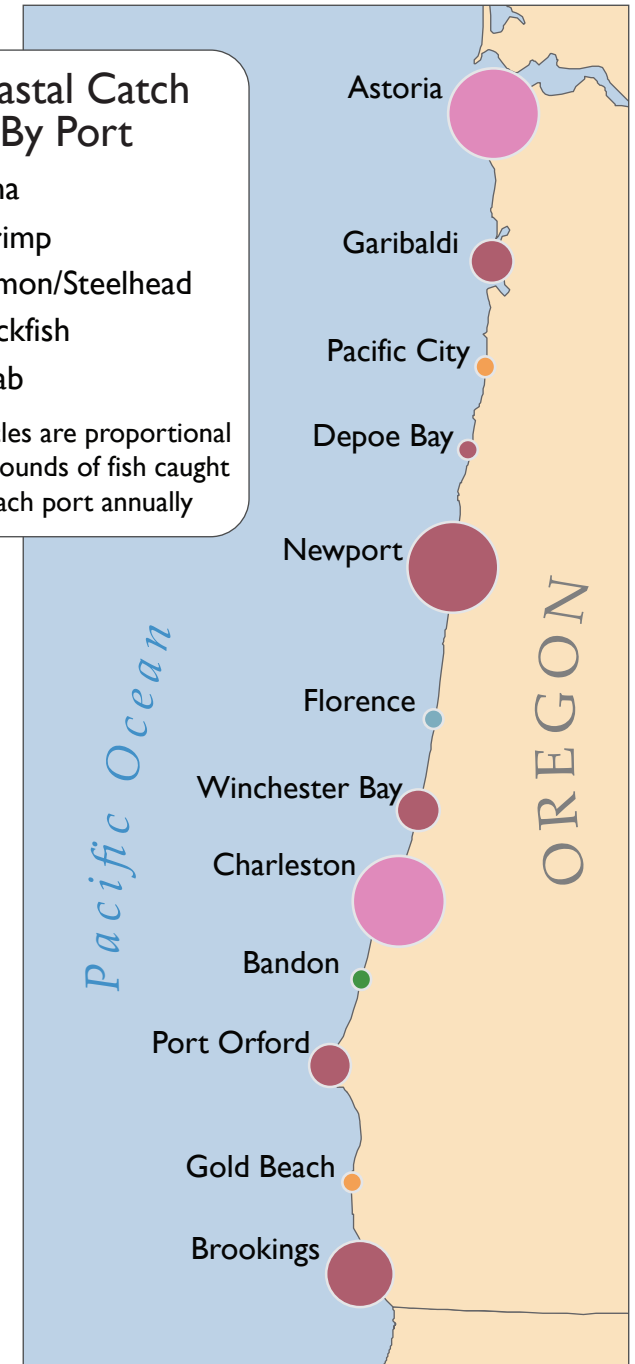 astal Catch
By Port
na
rimp
mon/Steelhead
ckfish
ab
les are proportional
ounds of fish caught
ach port annually
Astoria
Garibaldi
Pacific City
Depoe Bay
Newport
Florence
Winchester Bay
Charleston
Bandon
Port Orford
Gold Beach
Brookings
Pacific Ocean
OREGON